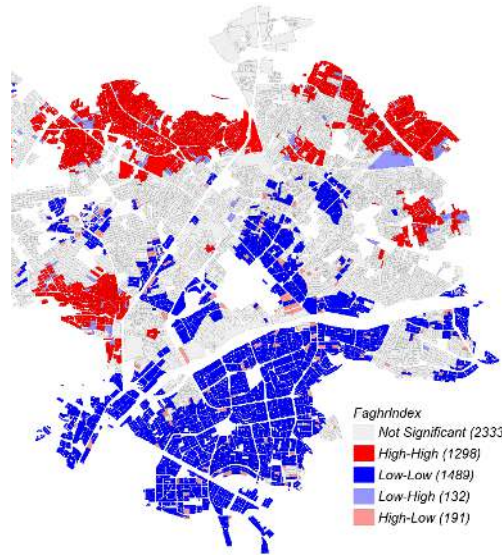 FaghrIndex
Not Significant (2333
High-High (1298)
Low-Low (1489)
Low-High (132)
High-Low (191)